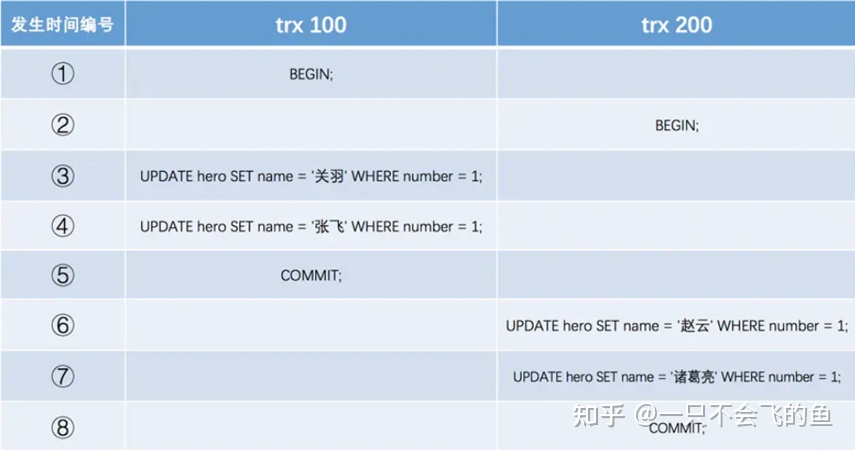 发生时间编号 trx 100 trx 200
① BEGIN;
② BEGIN;
③ UPDATE hero SET name = '关羽' WHERE number = 1;
④ UPDATE hero SET name = '张飞' WHERE number = 1;
⑤ COMMIT;
⑥ UPDATE hero SET name = '赵云' WHERE number = 1;
⑦ UPDATE hero SET name = '诸葛亮' WHERE number = 1;
⑧ COMMIT;
知乎 @一只不会飞的鱼